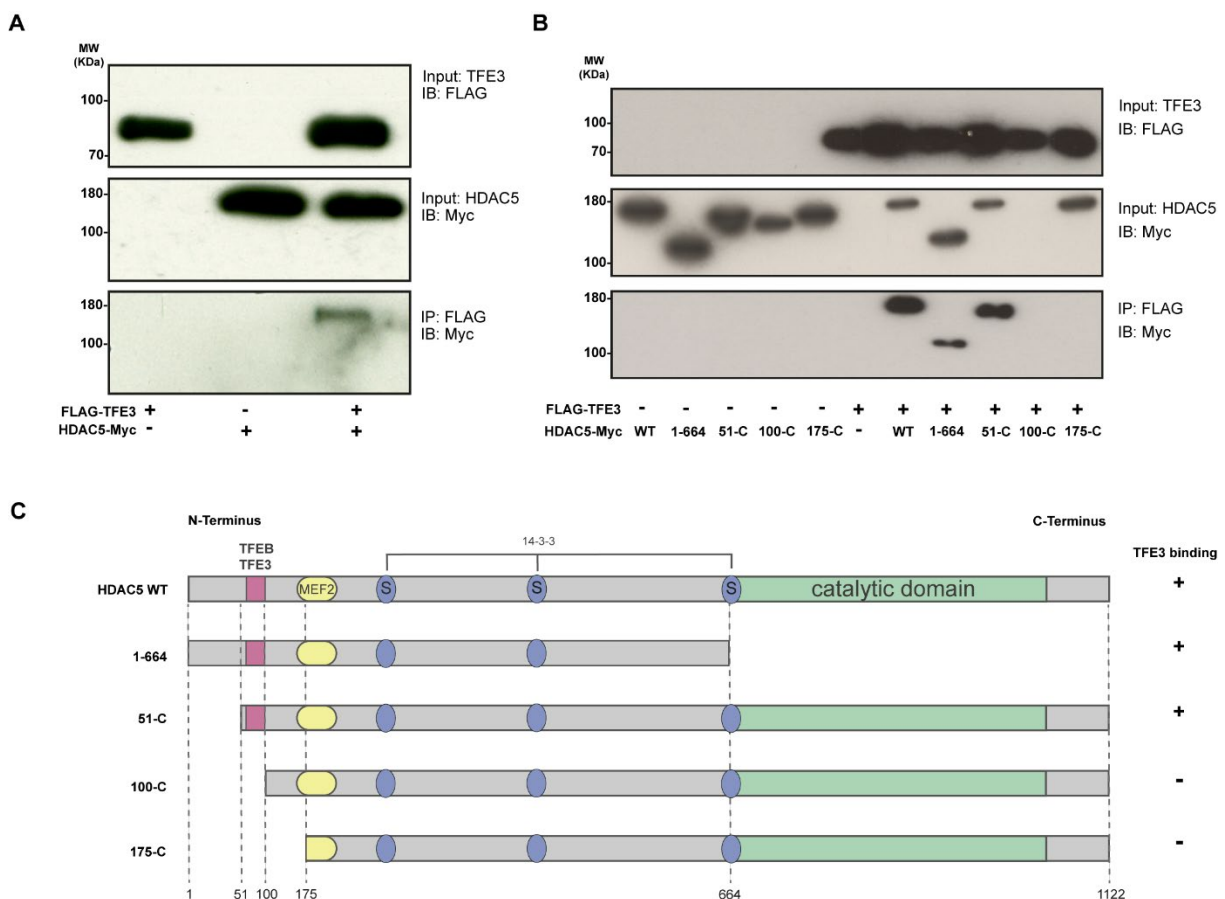 A
MW
(KDa)
100
70
Input: TFE3
IB: FLAG
180
100
Input: HDAC5
IB: Myc
180
100
IP: FLAG
IB: Myc
FLAG-TFE3 + - +
HDAC5-Myc - + +
B
MW
(KDa)
100
70
Input: TFE3
IB: FLAG
180
100
Input: HDAC5
IB: Myc
180
100
IP: FLAG
IB: Myc
FLAG-TFE3 - - - - - + + + + + +
HDAC5-Myc WT 1-664 51-C 100-C 175-C - WT 1-664 51-C 100-C 175-C
C
N-Terminus C-Terminus
14-3-3
TFEB
TFE3
TFE3 binding
HDAC5 WT MEF2 S S S catalytic domain +
1-664 +
51-C +
100-C -
175-C -
1 51 100 175 664 1122